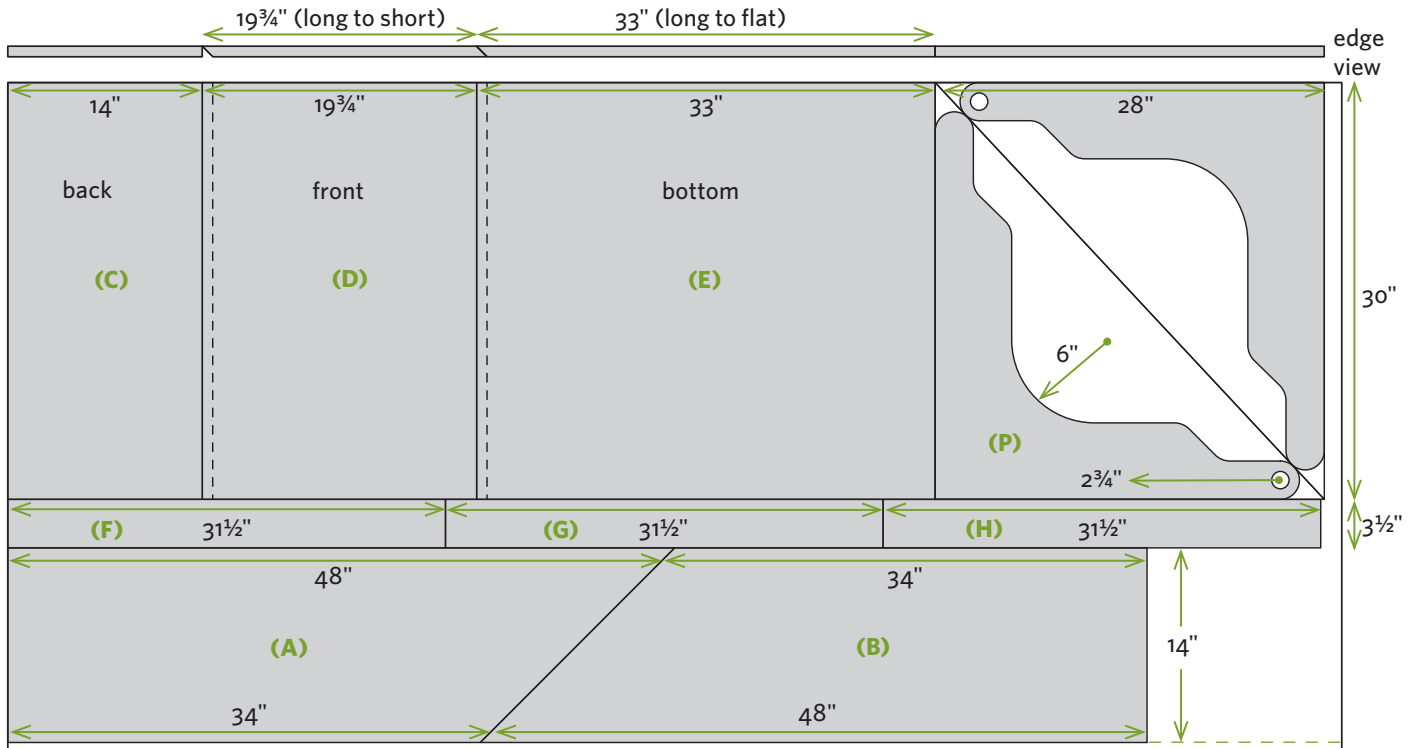 19¾" (long to short)
33" (long to flat)
edge
view
14"
19¾"
33"
28"
back
front
bottom
(C)
(D)
(E)
30"
6"
(P)
2¾"
(F)
31½"
(G)
31½"
(H)
31½"
3½"
48"
34"
(A)
(B)
14"
34"
48"